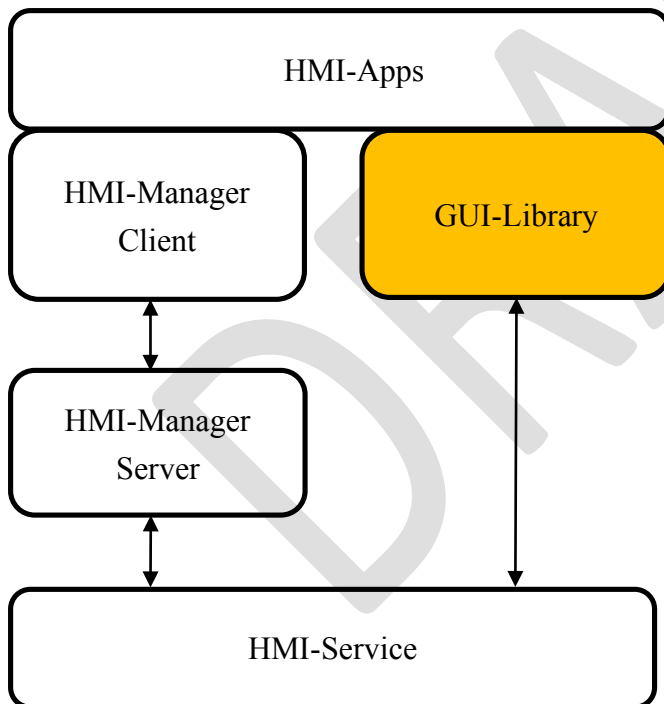 HMI-Apps
HMI-Manager
Client
GUI-Library
HMI-Manager
Server
HMI-Service
DRA